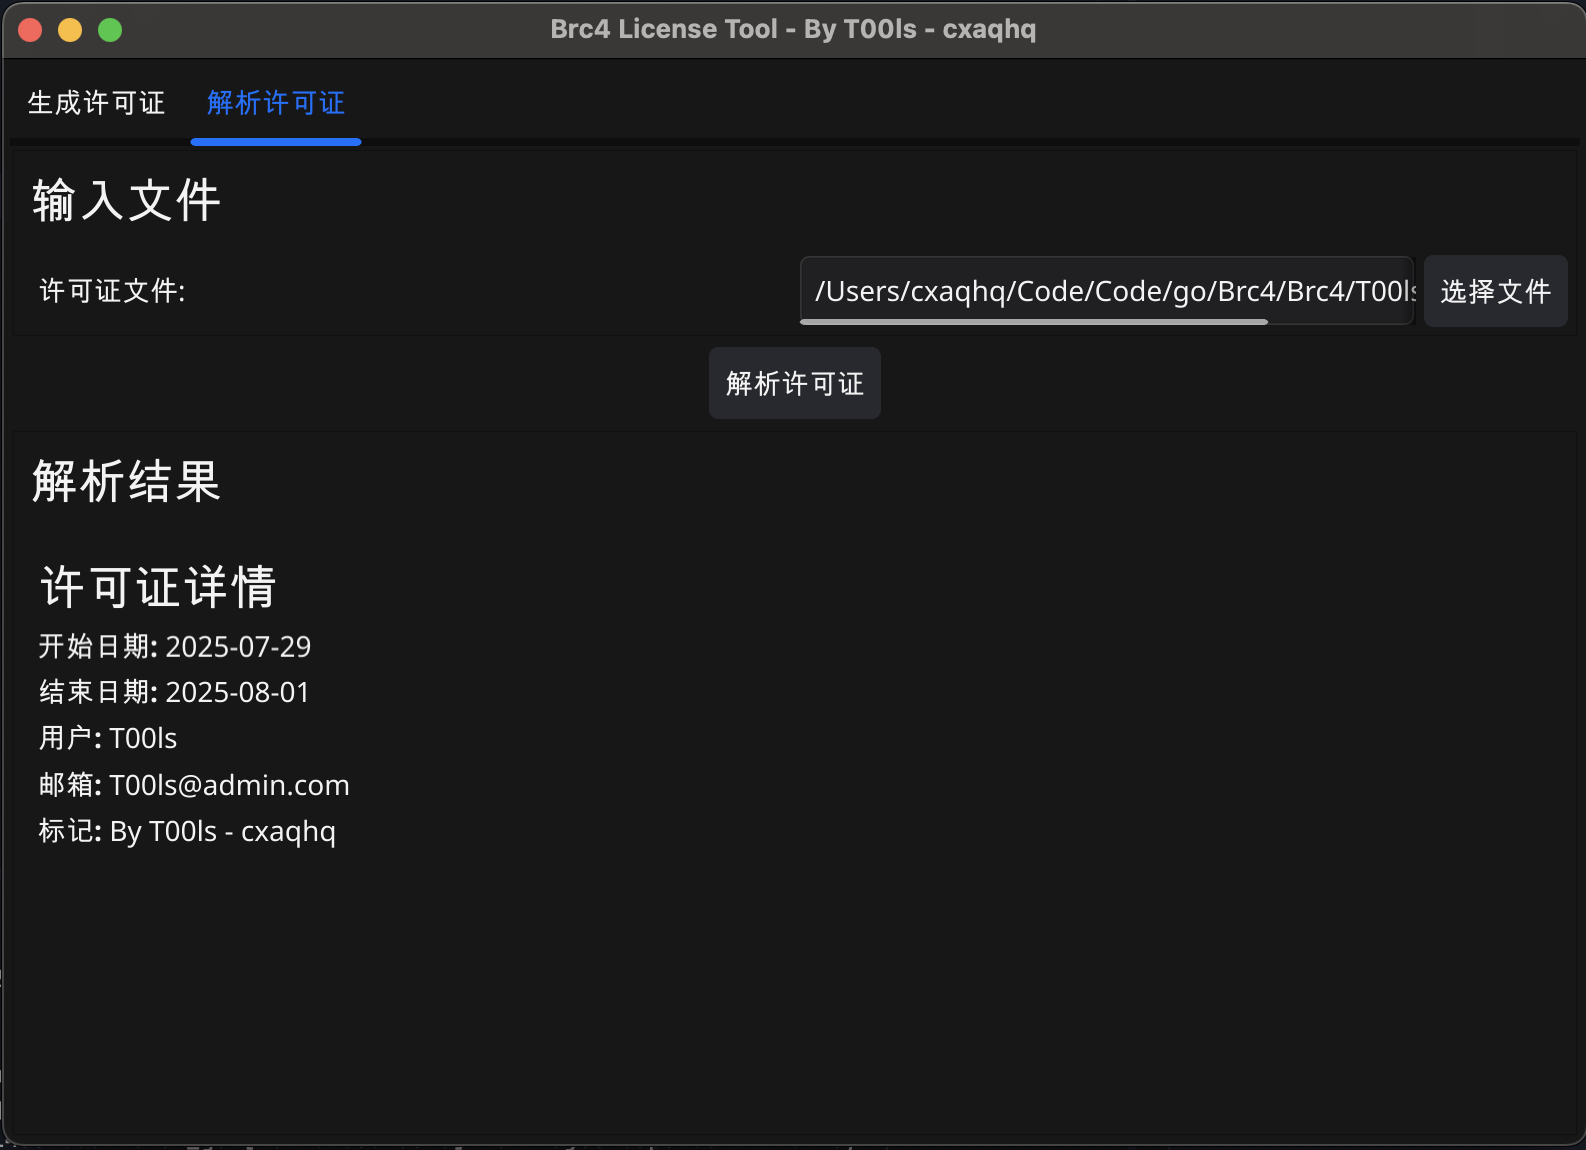 Brc4 License Tool - By T00ls - cxaqhq
生成许可证 解析许可证
输入文件
许可证文件: /Users/cxaqhq/Code/Code/go/Brc4/Brc4/T00ls 选择文件
解析许可证
解析结果
许可证详情
开始日期: 2025-07-29
结束日期: 2025-08-01
用户: T00ls
邮箱: T00ls@admin.com
标记: By T00ls - cxaqhq